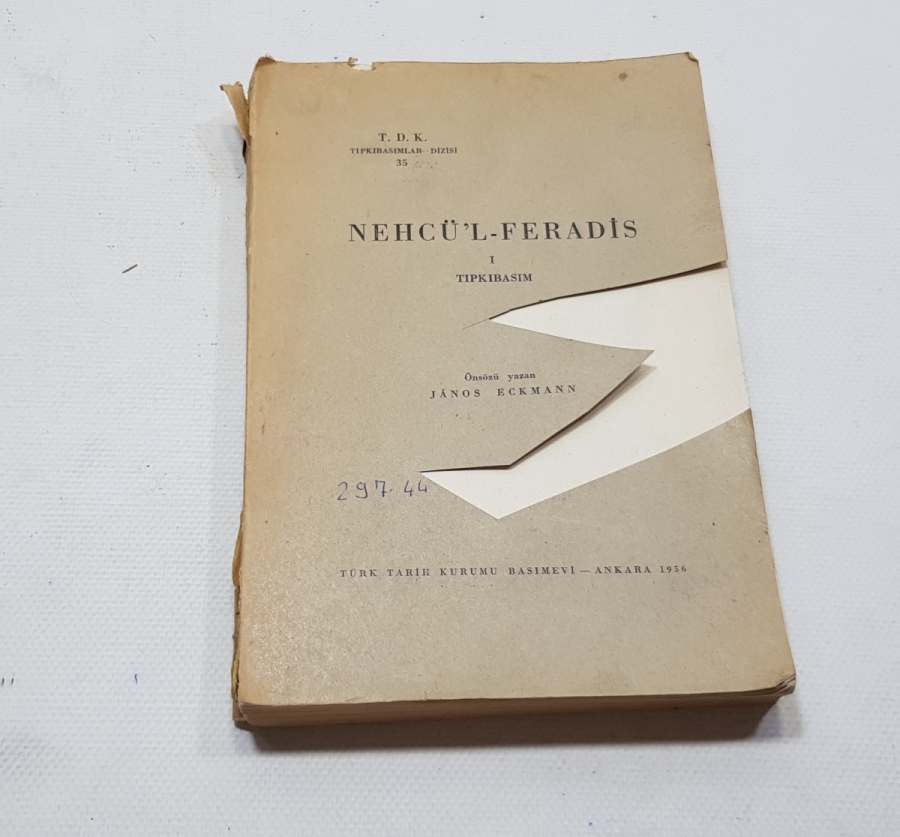 T. D. K.
TIPKIBASIMLAR DİZİSİ
35
NEHCÜ'L-FERADİS
I
TIPKIBASIM
Önsözü yazan
JÁNOS ECKMANN
297.44
TÜRK TARİH KURUMU BASIMEVİ — ANKARA 1956